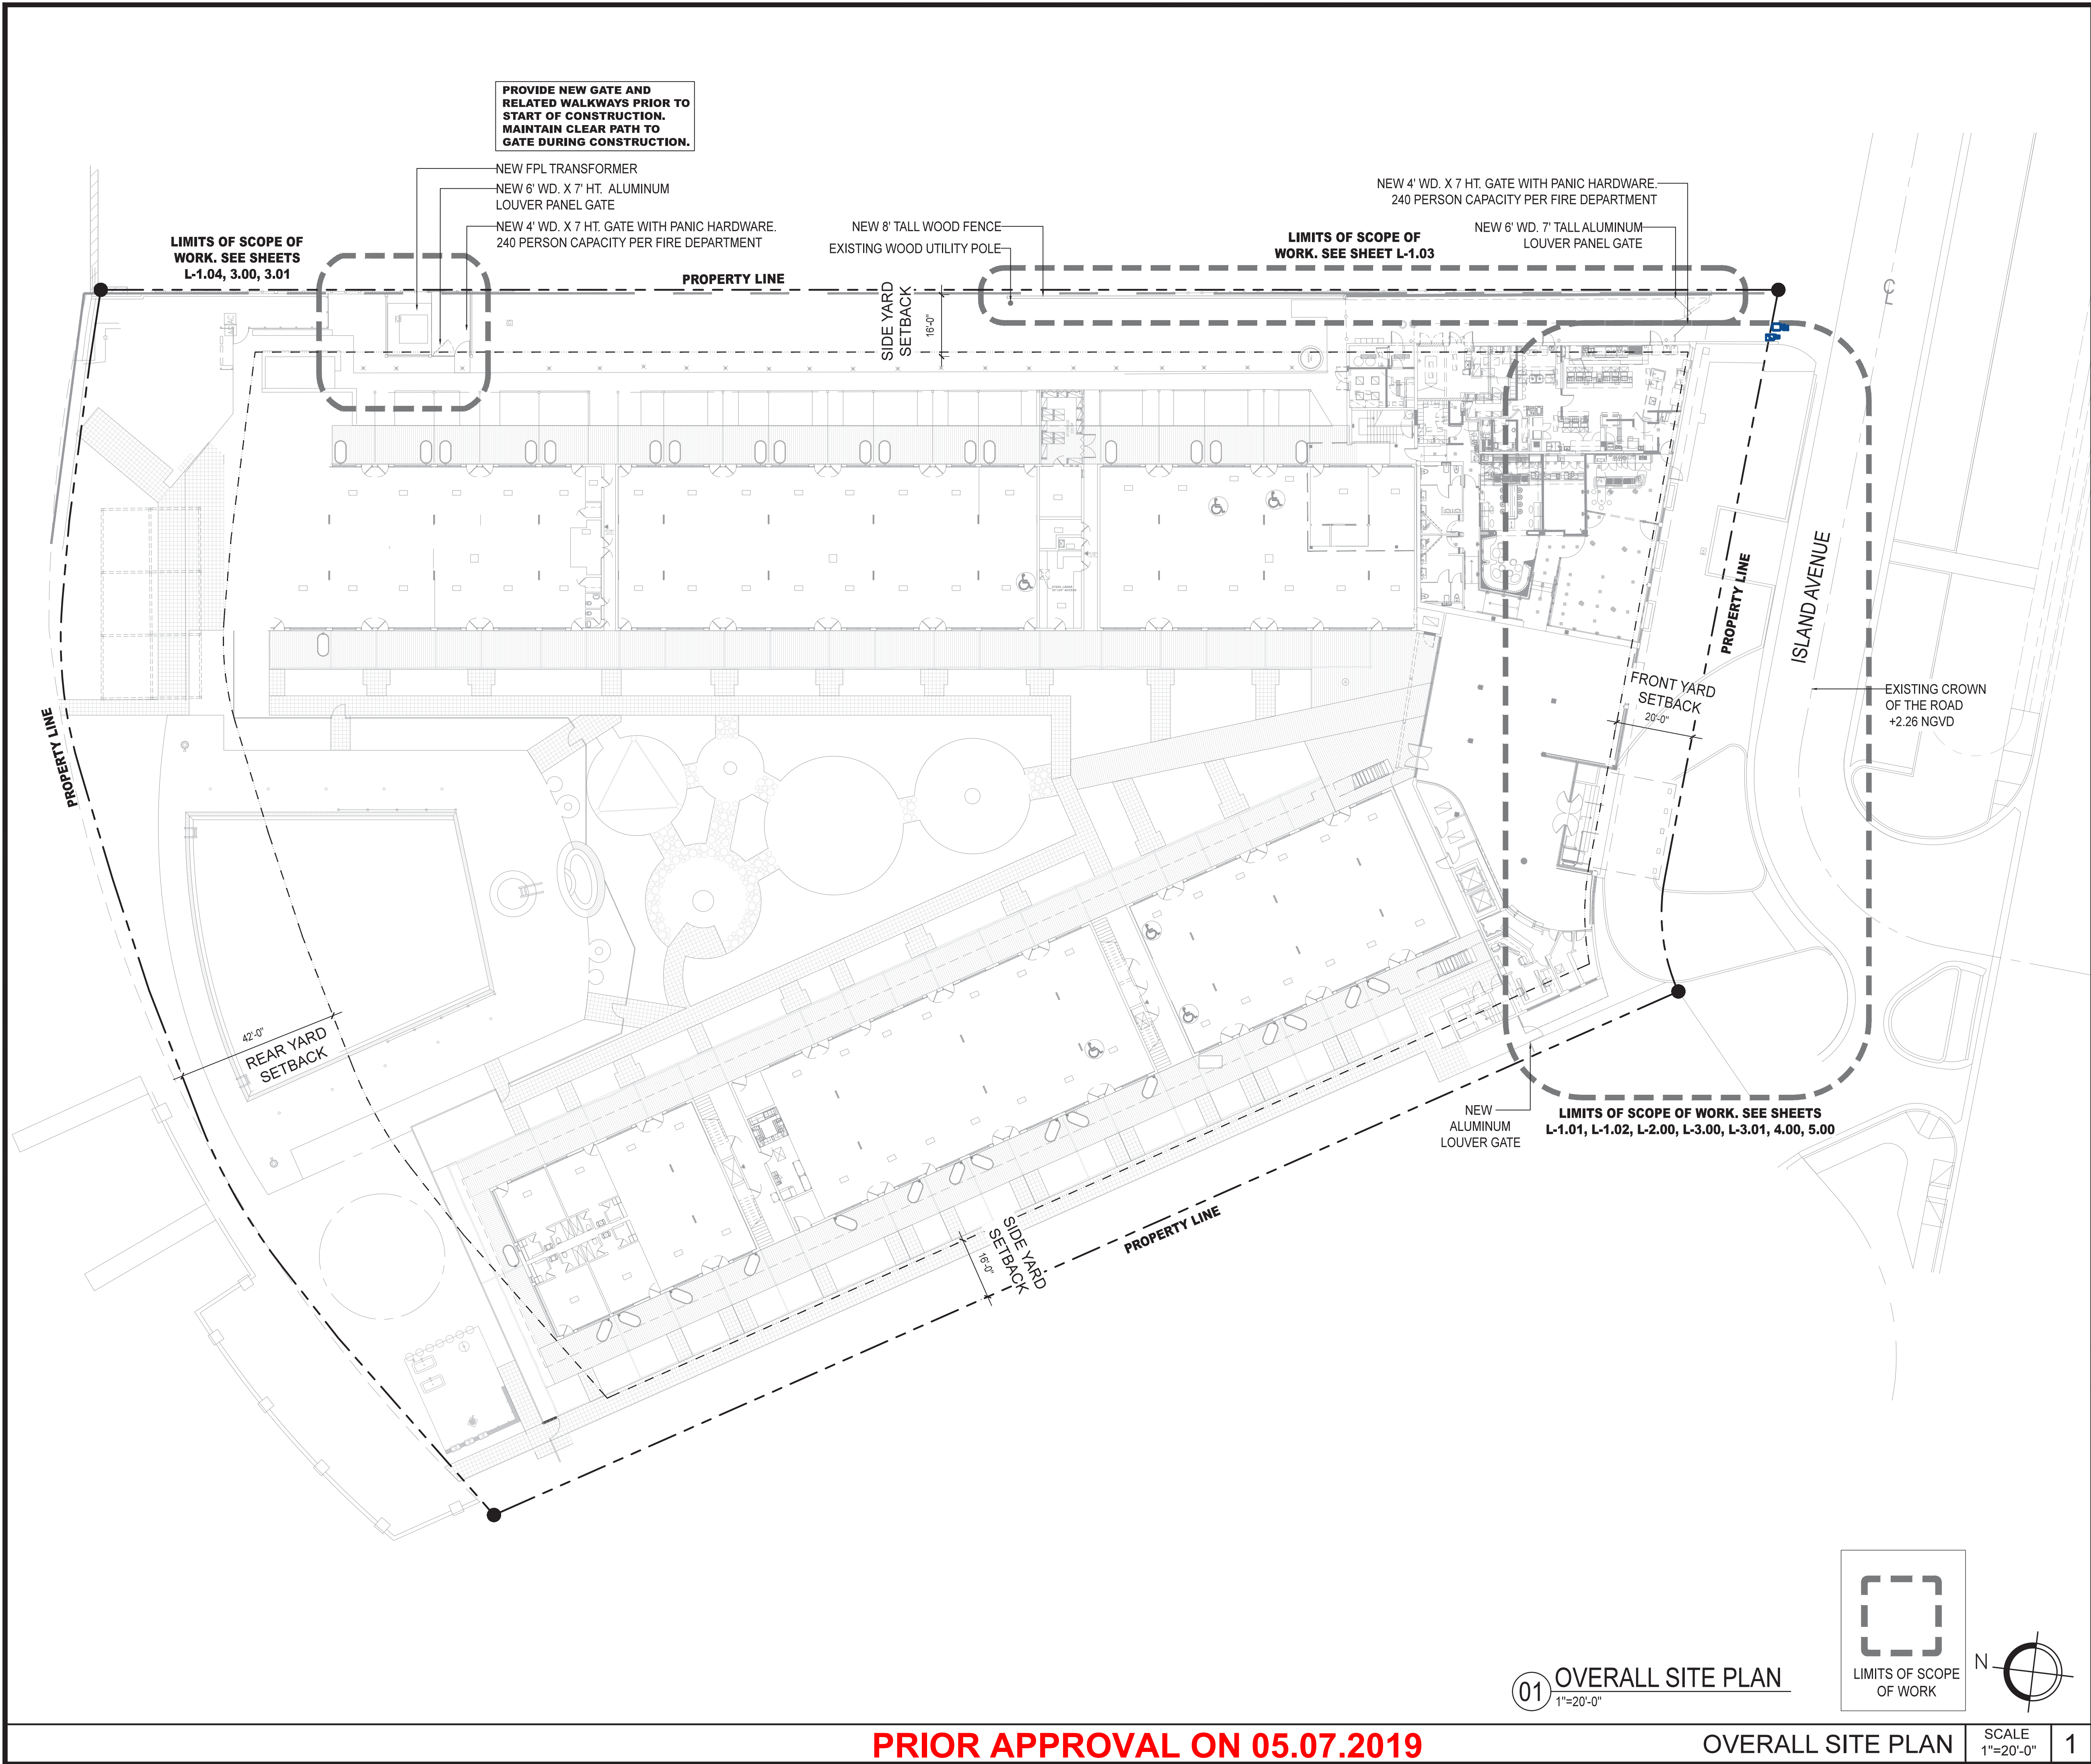 PROVIDE NEW GATE AND
RELATED WALKWAYS PRIOR TO
START OF CONSTRUCTION.
MAINTAIN CLEAR PATH TO
GATE DURING CONSTRUCTION.
NEW FPL TRANSFORMER
NEW 6' WD. X 7' HT. ALUMINUM
LOUVER PANEL GATE
NEW 4' WD. X 7 HT. GATE WITH PANIC HARDWARE.
240 PERSON CAPACITY PER FIRE DEPARTMENT
LIMITS OF SCOPE OF
WORK. SEE SHEETS
L-1.04, 3.00, 3.01
PROPERTY LINE
NEW 8' TALL WOOD FENCE
EXISTING WOOD UTILITY POLE
SIDE YARD
SETBACK
16'-0"
NEW 4' WD. X 7 HT. GATE WITH PANIC HARDWARE.
240 PERSON CAPACITY PER FIRE DEPARTMENT
NEW 6' WD. 7' TALL ALUMINUM
LOUVER PANEL GATE
LIMITS OF SCOPE OF
WORK. SEE SHEET L-1.03
PROPERTY LINE
ISLAND AVENUE
FRONT YARD
SETBACK
20'-0"
EXISTING CROWN
OF THE ROAD
+2.26 NGVD
PROPERTY LINE
42'-0"
REAR YARD
SETBACK
NEW
ALUMINUM
LOUVER GATE
LIMITS OF SCOPE OF WORK. SEE SHEETS
L-1.01, L-1.02, L-2.00, L-3.00, L-3.01, 4.00, 5.00
SIDE YARD
SETBACK
16'-0"
PROPERTY LINE
LIMITS OF SCOPE
OF WORK
N
01
OVERALL SITE PLAN
1"=20'-0"
PRIOR APPROVAL ON 05.07.2019
OVERALL SITE PLAN
SCALE
1"=20'-0"
1